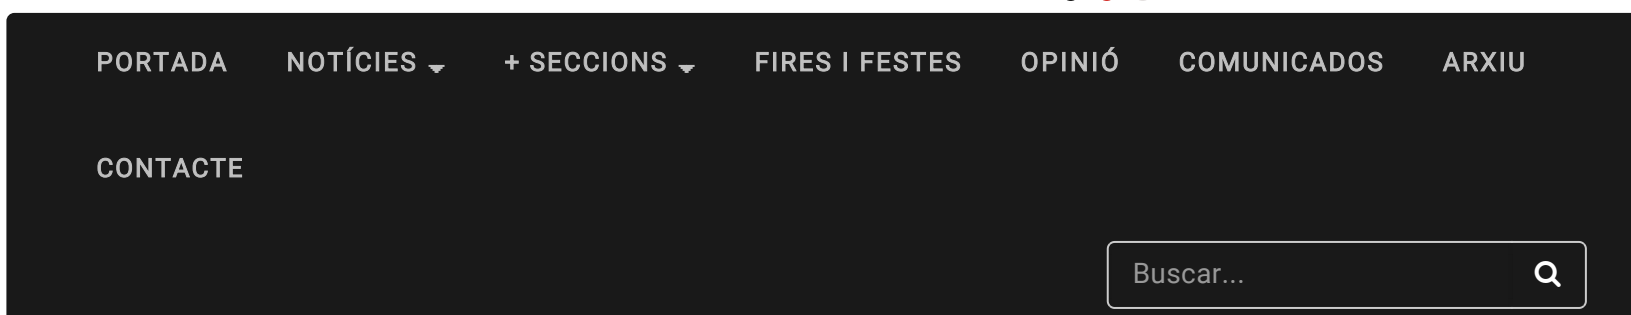 PORTADA NOTÍCIES + SECCIONS FIRES I FESTES OPINIÓ COMUNICADOS ARXIU
CONTACTE
Buscar...